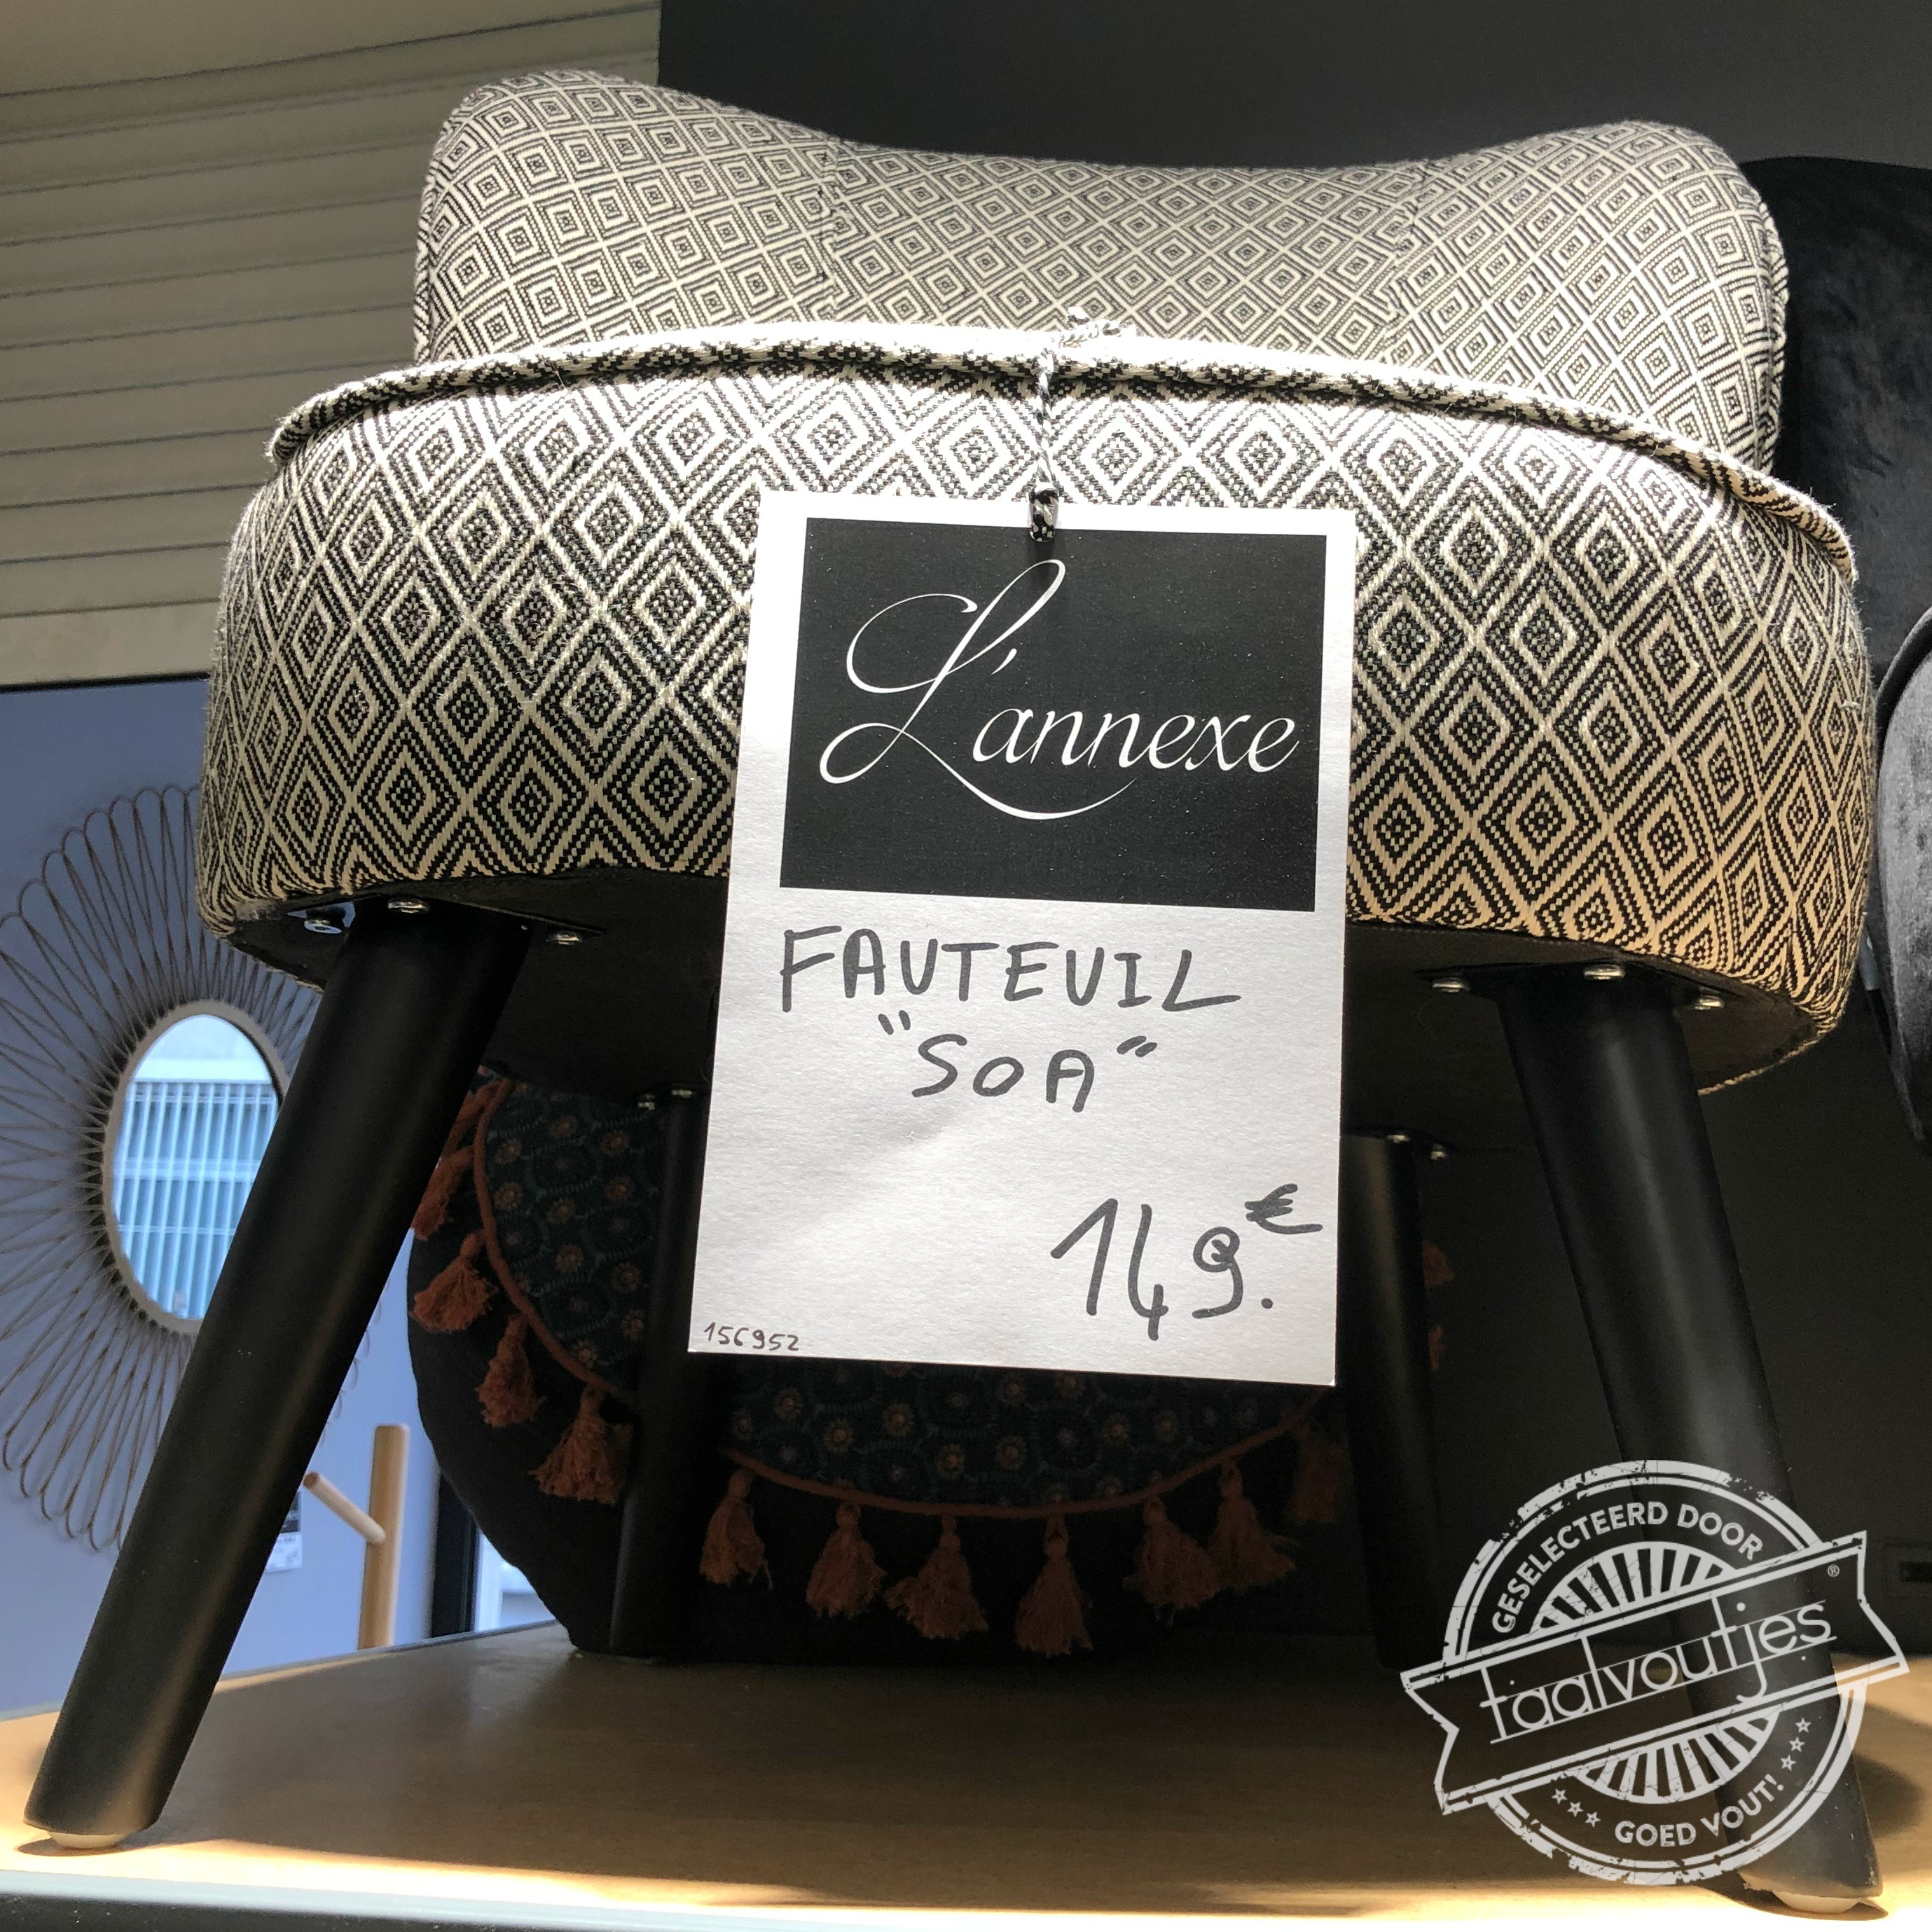 L'annexe
FAUTEUIL
"SOA"
149.€
156952
GESELECTEERD DOOR
taalvoutjes®
GOED VOUT!